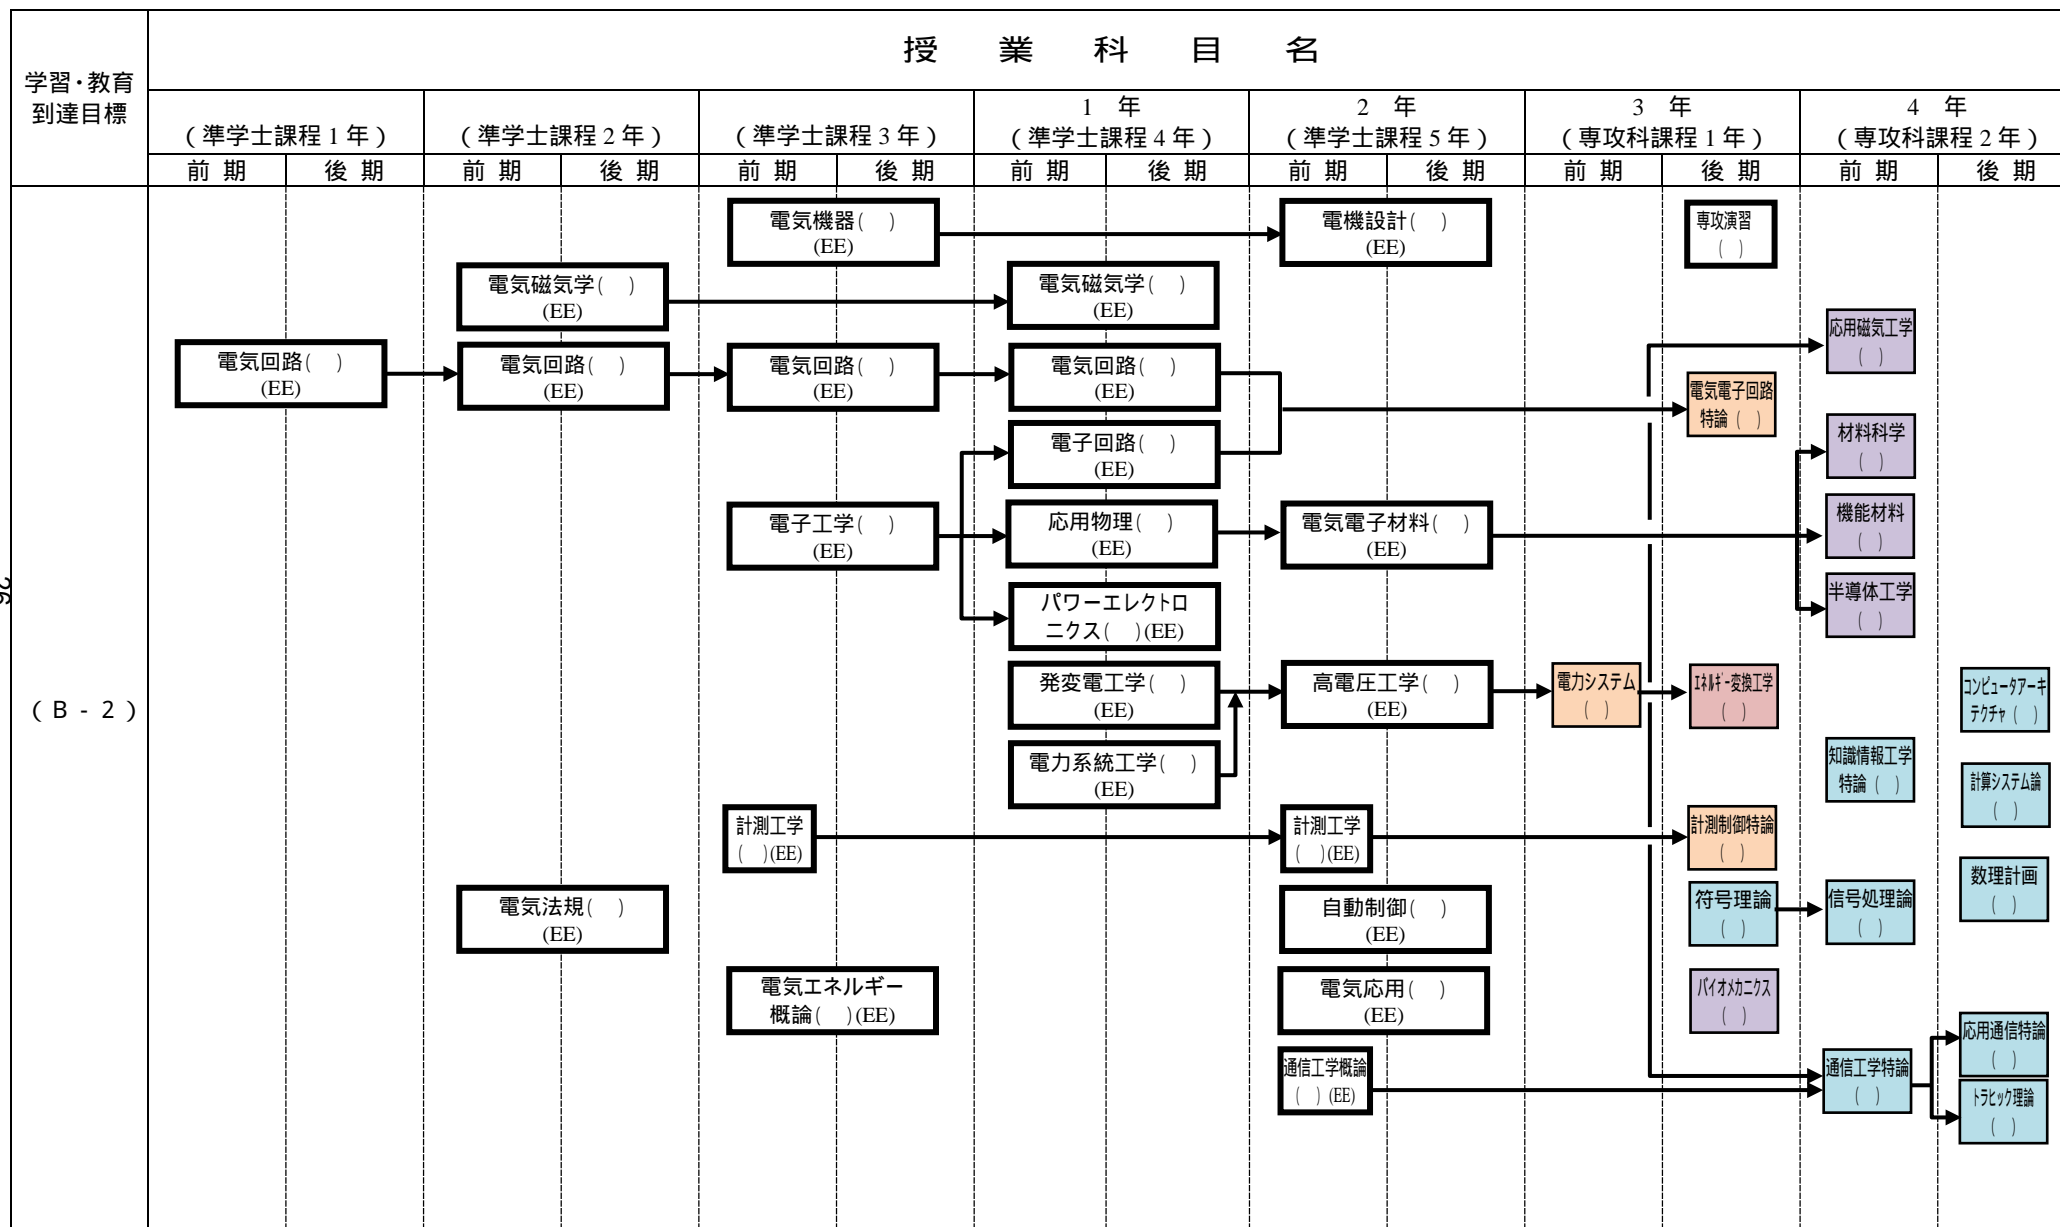 授 業 科 目 名
学習・教育
到達目標
(準学士課程 1 年)
(準学士課程 2 年)
(準学士課程 3 年)
1 年
(準学士課程 4 年)
2 年
(準学士課程 5 年)
3 年
(専攻科課程 1 年)
4 年
(専攻科課程 2 年)
前 期
後 期
前 期
後 期
前 期
後 期
前 期
後 期
前 期
後 期
前 期
後 期
前 期
後 期
電気機器( )
(EE)
電機設計( )
(EE)
専攻演習
( )
電気磁気学( )
(EE)
電気磁気学( )
(EE)
応用磁気工学
( )
電気回路( )
(EE)
電気回路( )
(EE)
電気回路( )
(EE)
電気回路( )
(EE)
電気電子回路
特論( )
電子回路( )
(EE)
材料科学
( )
電子工学( )
(EE)
応用物理( )
(EE)
電気電子材料( )
(EE)
機能材料
( )
パワーエレクトロ
ニクス( )(EE)
半導体工学
( )
26
(B-2)
発変電工学( )
(EE)
高電圧工学( )
(EE)
電力システム
( )
エネルギー変換工学
( )
コンピュータアーキ
テクチャ( )
電力系統工学( )
(EE)
知識情報工学
特論( )
計算システム論
( )
計測工学
( )(EE)
計測工学
( )(EE)
計測制御特論
( )
電気法規( )
(EE)
自動制御( )
(EE)
符号理論
( )
信号処理論
( )
数理計画
( )
電気エネルギー
概論( )(EE)
電気応用( )
(EE)
バイオメカニクス
( )
通信工学概論
( )(EE)
通信工学特論
( )
応用通信特論
( )
トラヒック理論
( )